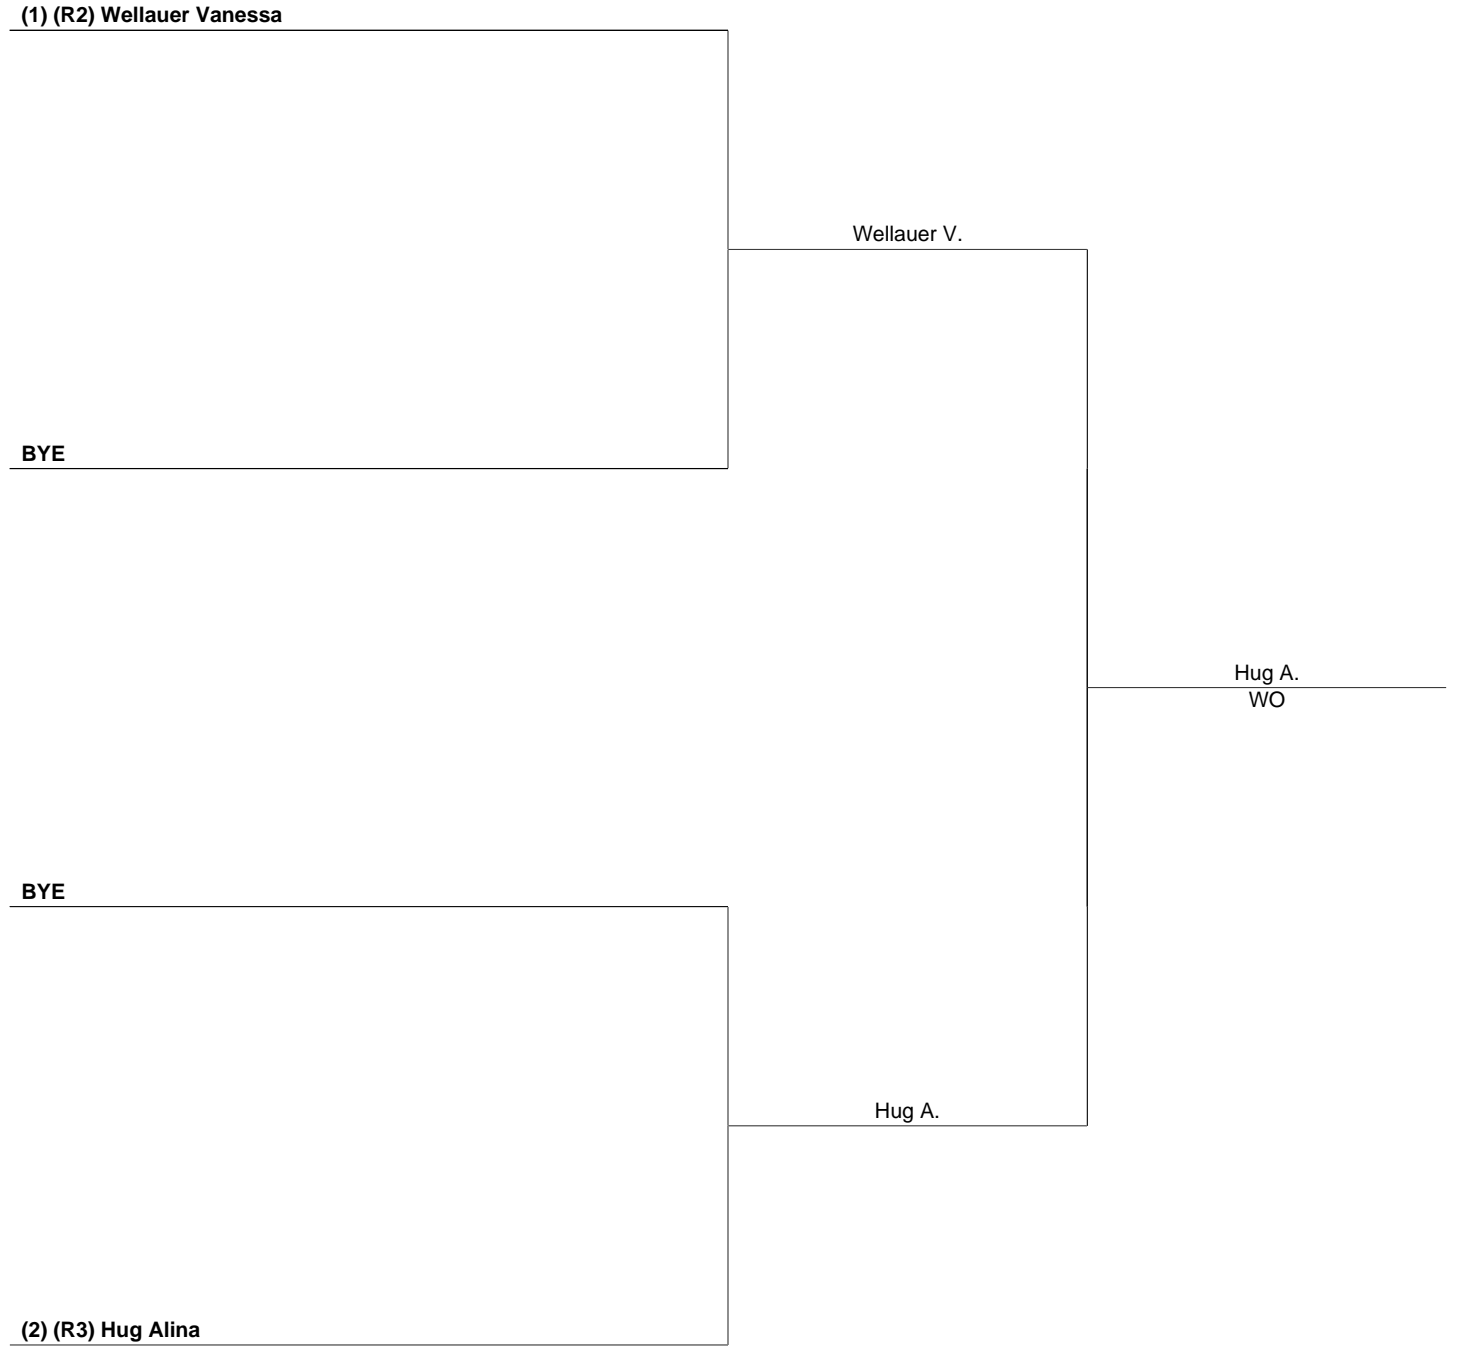 (1) (R2) Wellauer Vanessa
Wellauer V.
BYE
Hug A.
WO
BYE
Hug A.
(2) (R3) Hug Alina